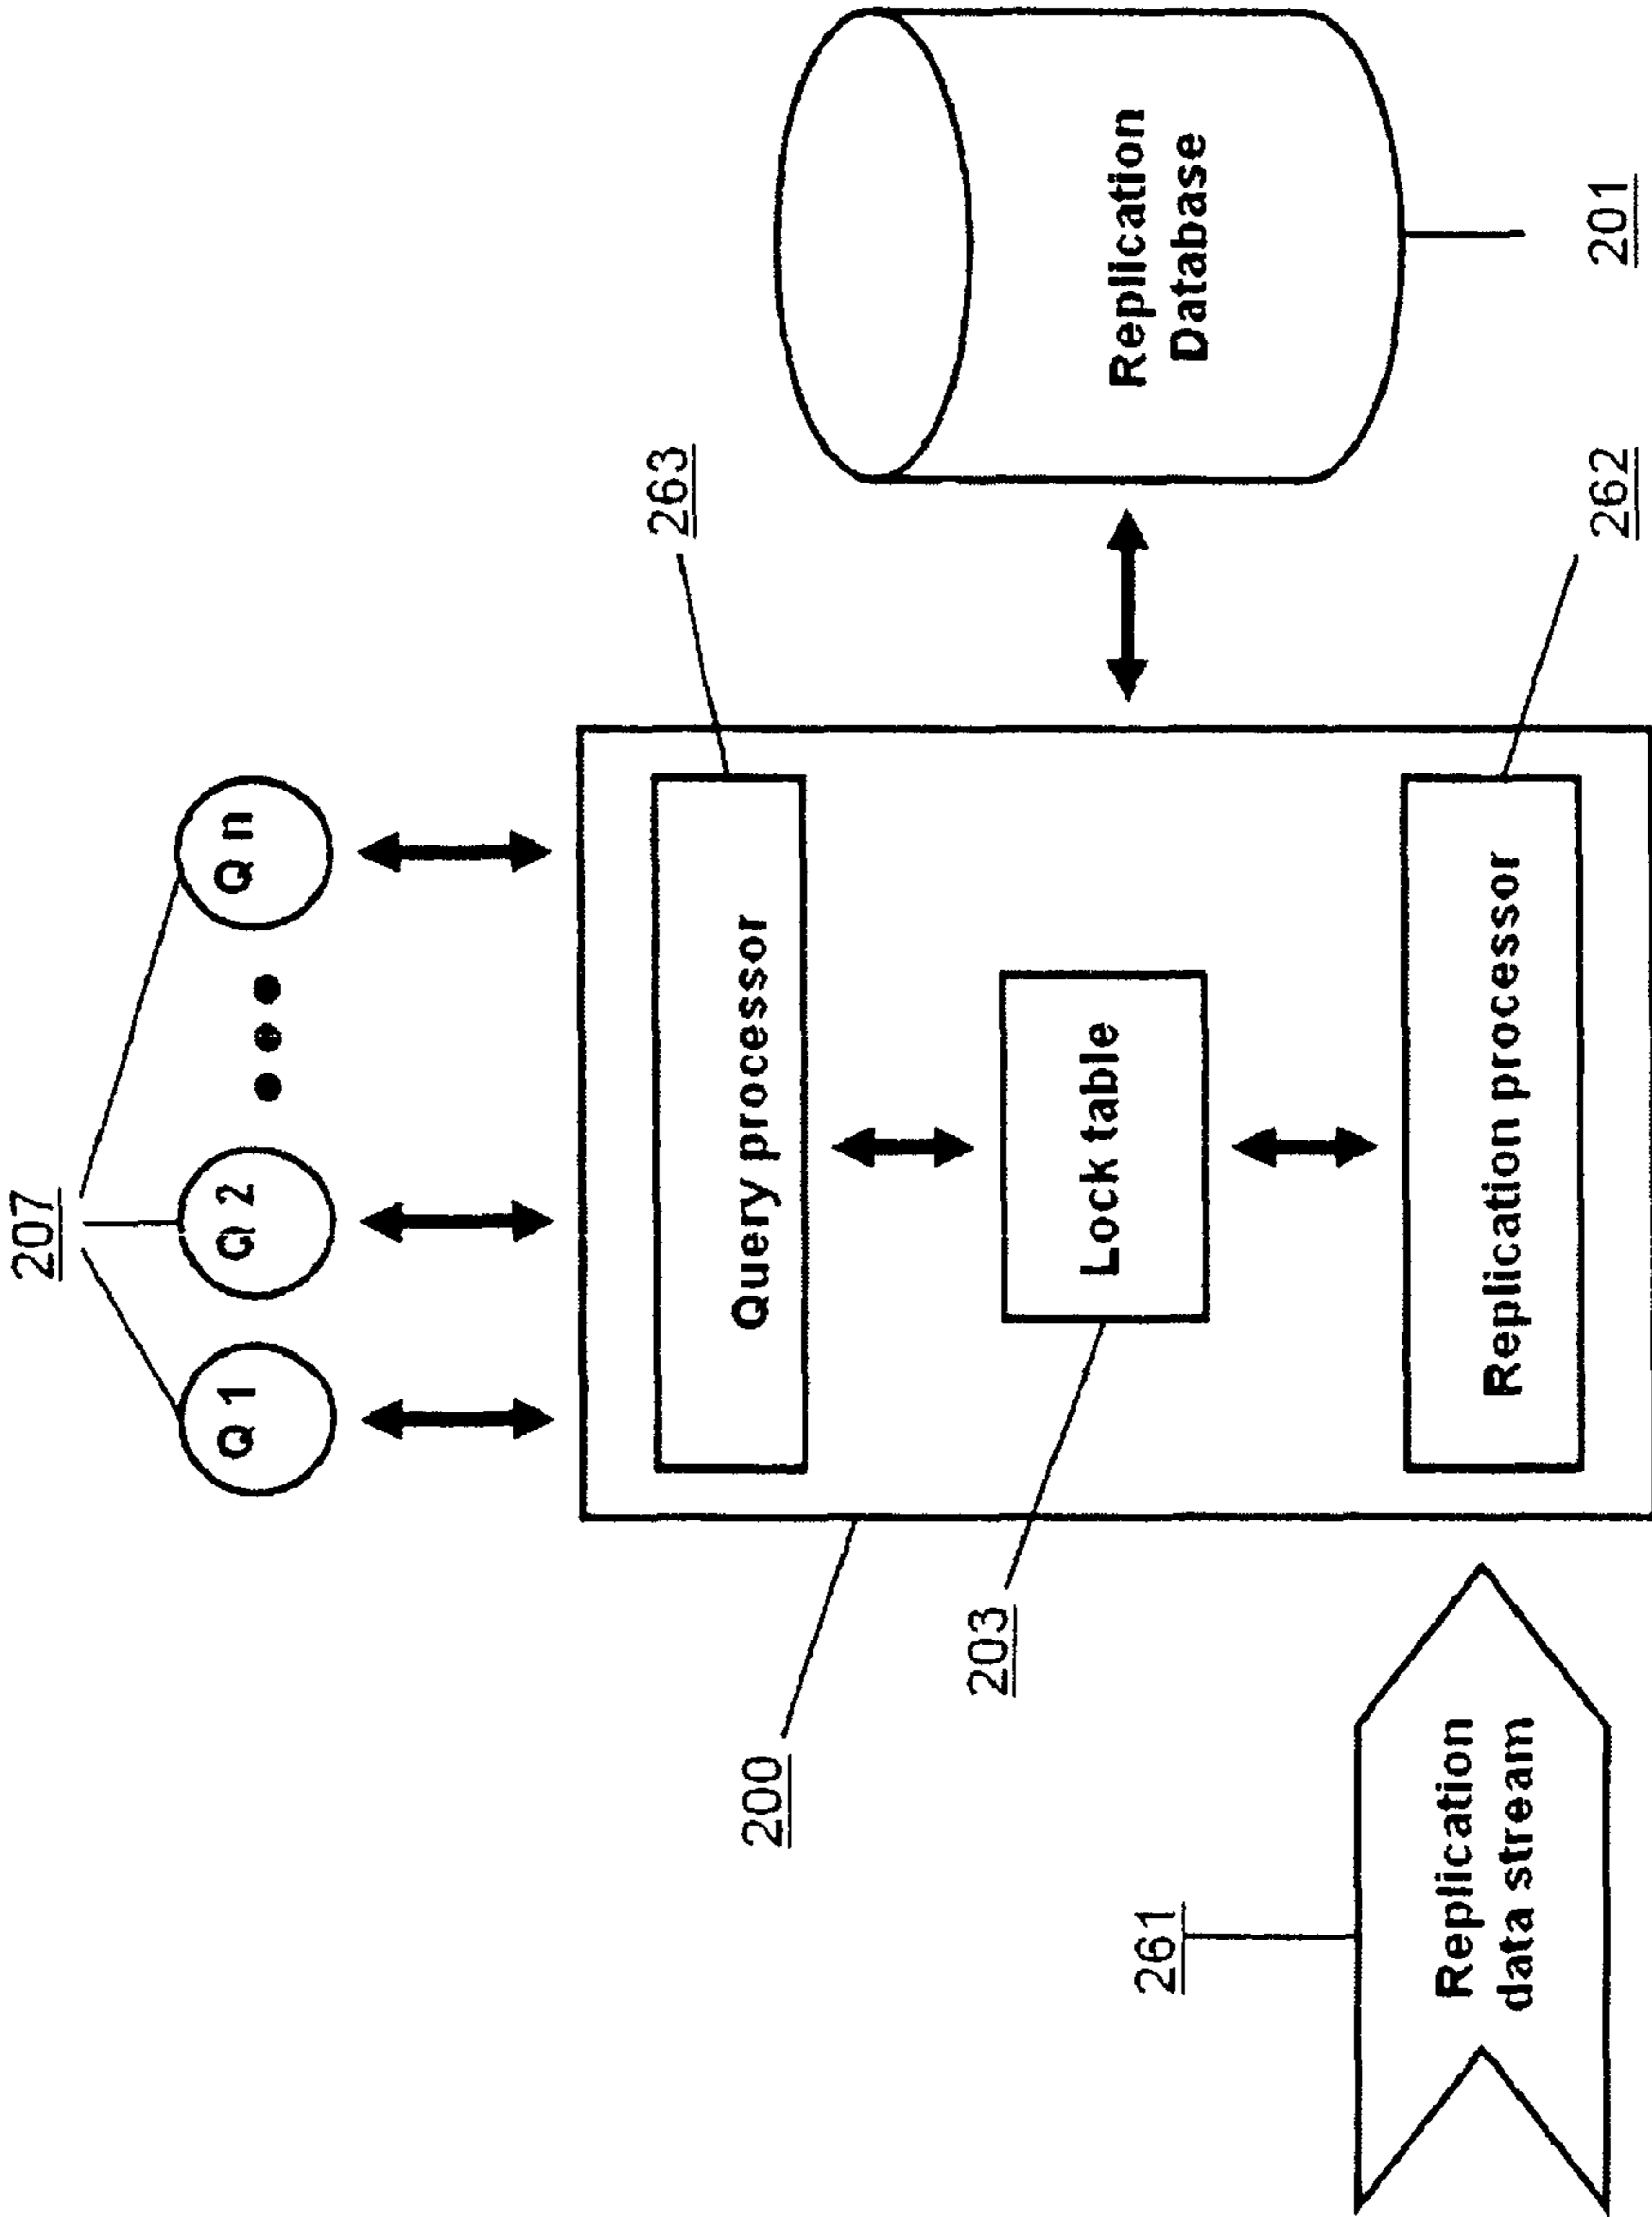 207
Q 1
Q 2
Q n
263
Query processor
200
203
Lock table
Replication
Database
261
Replication
data stream
Replication processor
262
201